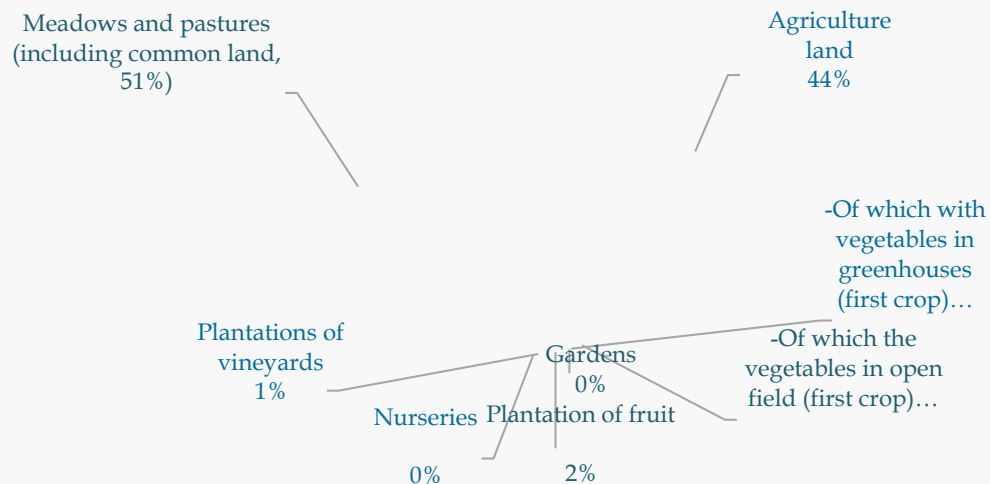 Meadows and pastures
(including common land,
51%)
Agriculture
land
44%
-Of which with
vegetables in
greenhouses
(first crop)…
Plantations of
vineyards
1%
Gardens
0%
-Of which the
vegetables in open
field (first crop)…
Nurseries
0%
Plantation of fruit
2%